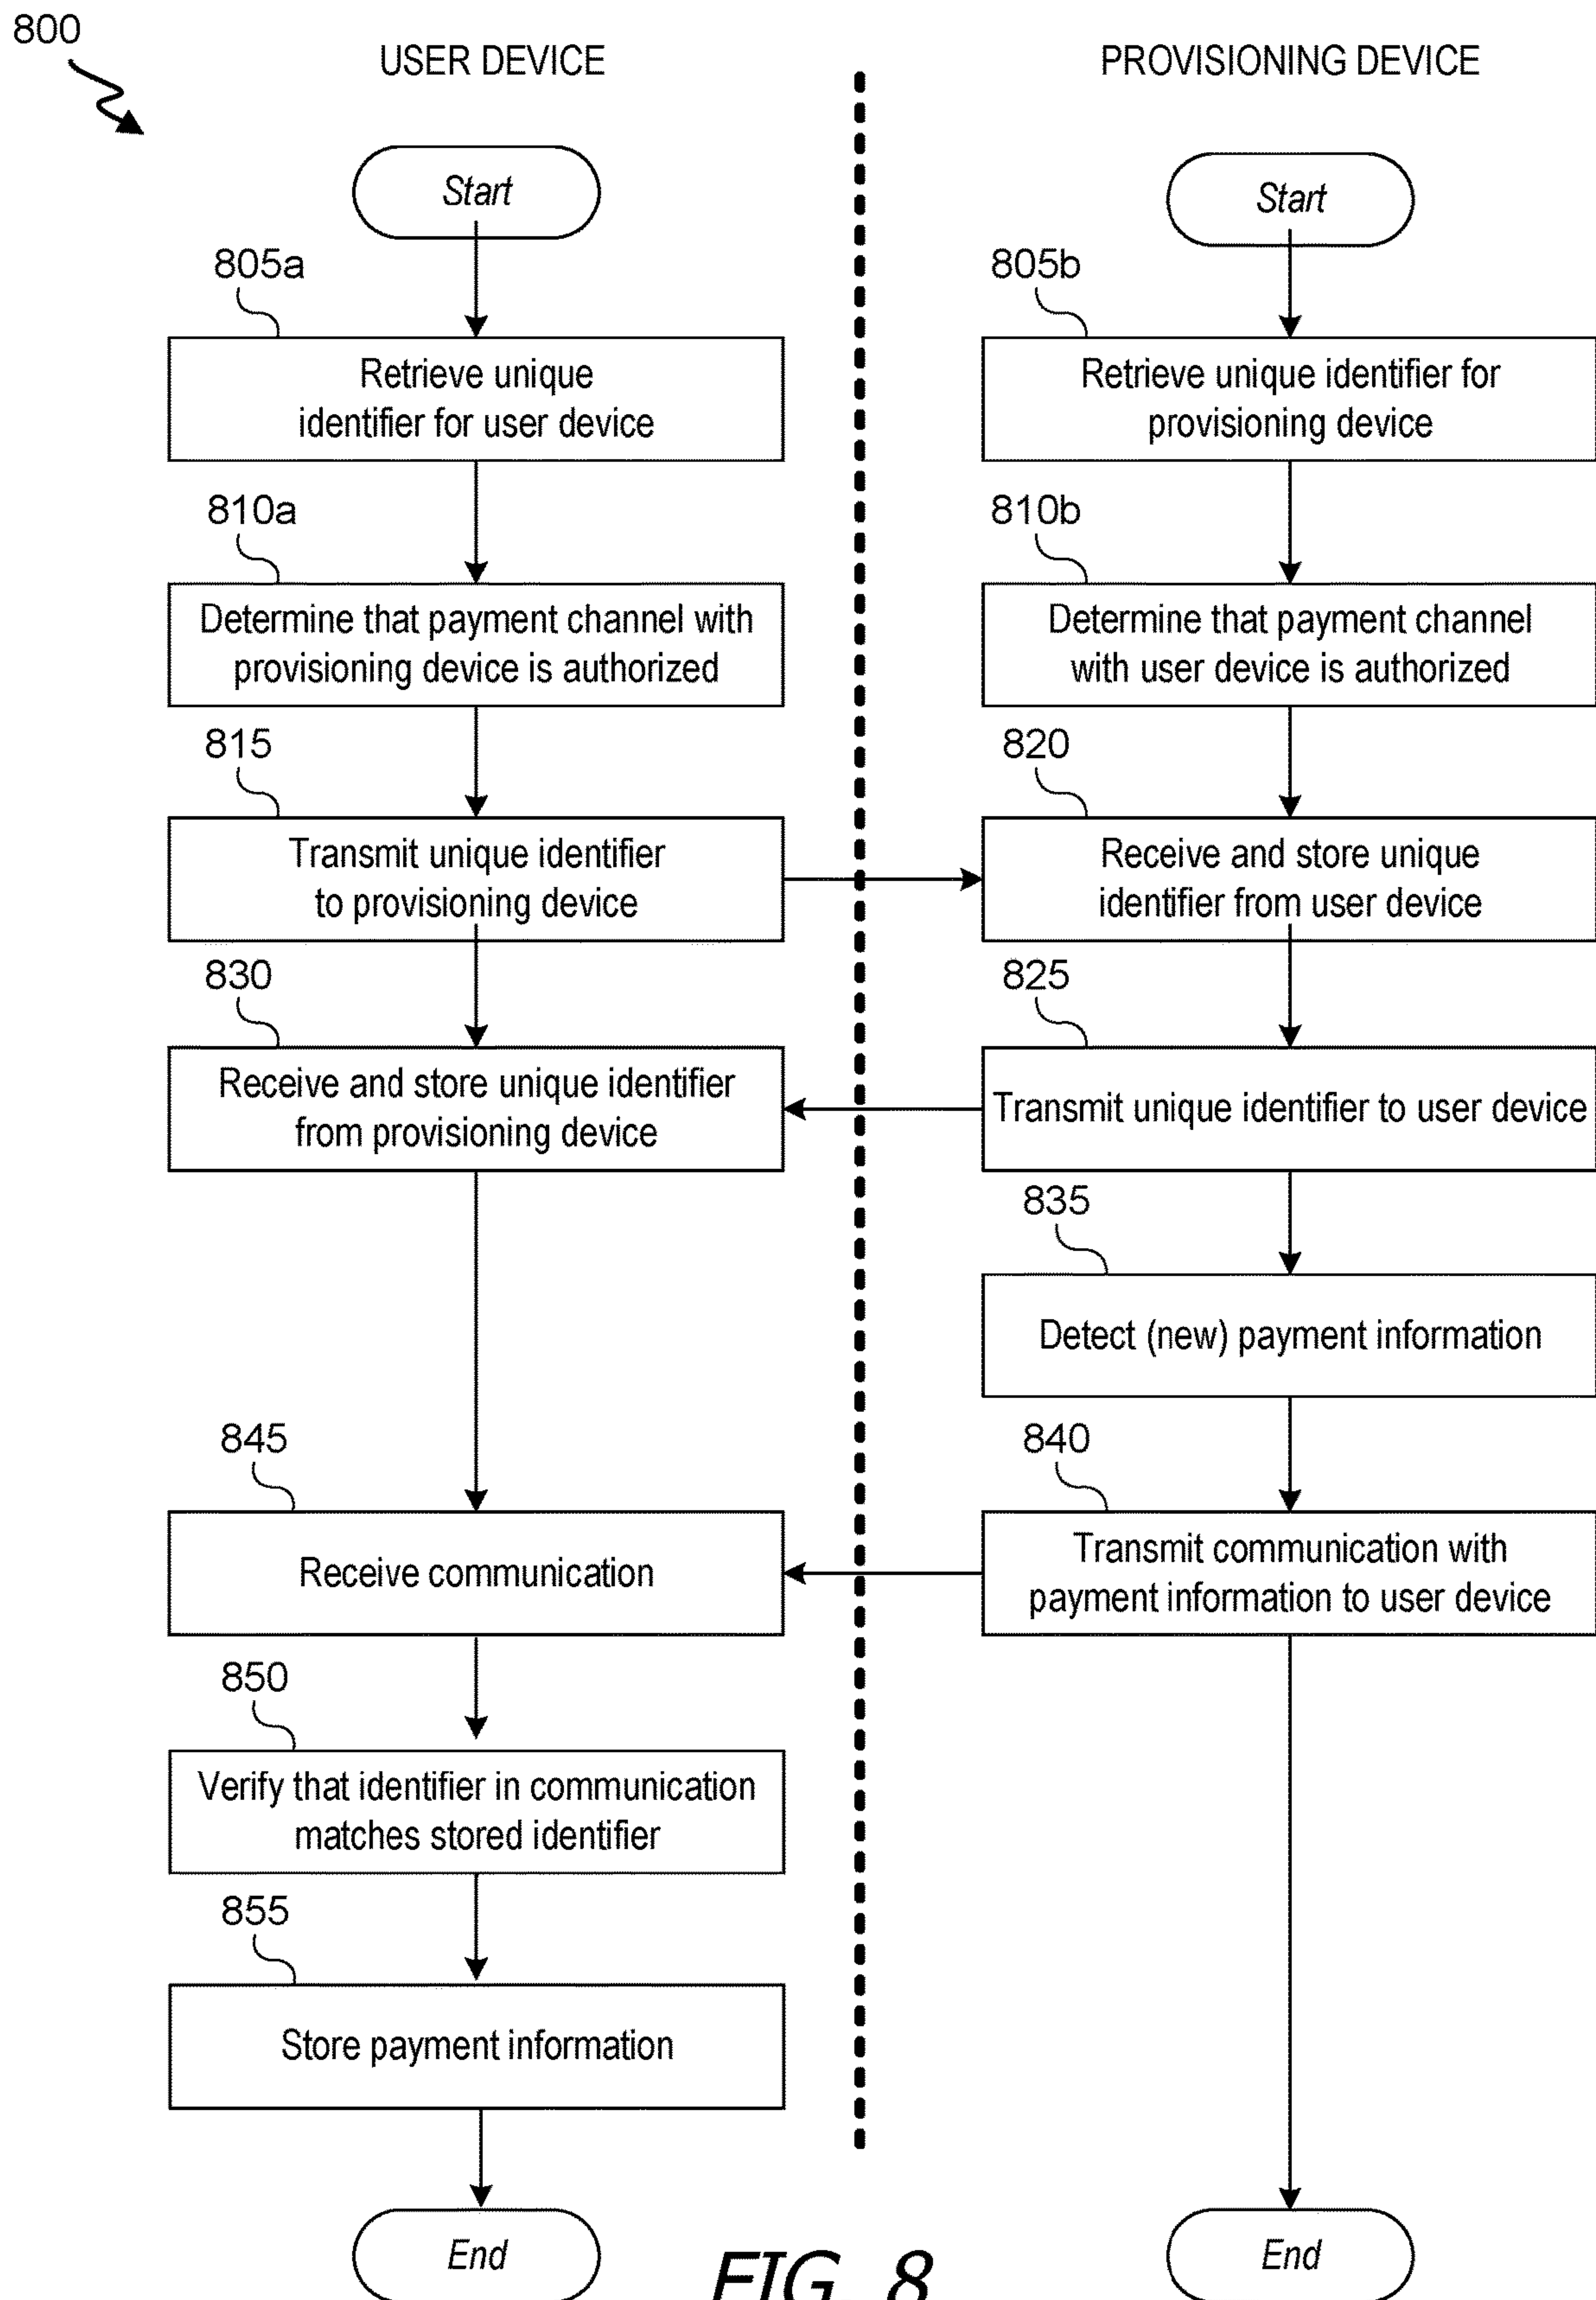 800
USER DEVICE
PROVISIONING DEVICE
Start
Start
805a
805b
Retrieve unique
identifier for user device
Retrieve unique identifier for
provisioning device
810a
810b
Determine that payment channel with
provisioning device is authorized
Determine that payment channel
with user device is authorized
815
820
Transmit unique identifier
to provisioning device
Receive and store unique
identifier from user device
830
825
Receive and store unique identifier
from provisioning device
Transmit unique identifier to user device
835
Detect (new) payment information
845
840
Receive communication
Transmit communication with
payment information to user device
850
Verify that identifier in communication
matches stored identifier
855
Store payment information
End
End
FIG. 8